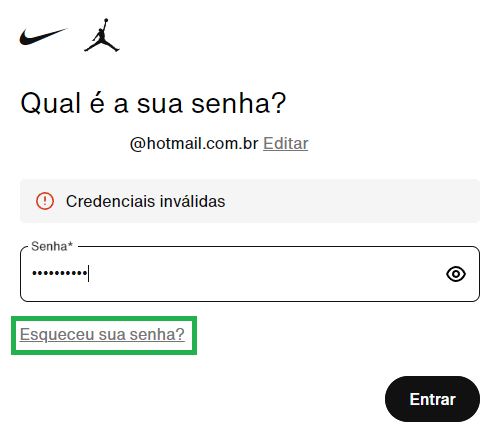 Qual é a sua senha?
@hotmail.com.br Editar
Credenciais inválidas
Senha*
Esqueceu sua senha?
Entrar